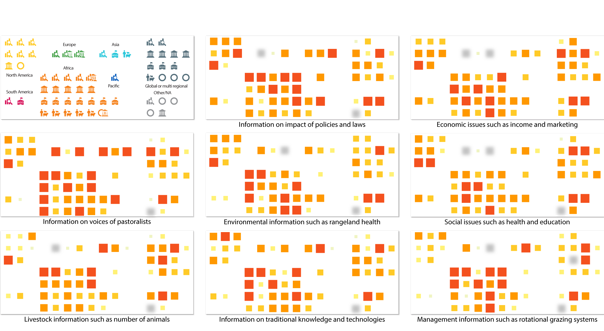 Europe
Asia
North America
Africa
Pacific
Global or multi regional
South America
Other/NA
Information on impact of policies and laws
Economic issues such as income and marketing
Information on voices of pastoralists
Environmental information such as rangeland health
Social issues such as health and education
Livestock information such as number of animals
Information on traditional knowledge and technologies
Management information such as rotational grazing systems